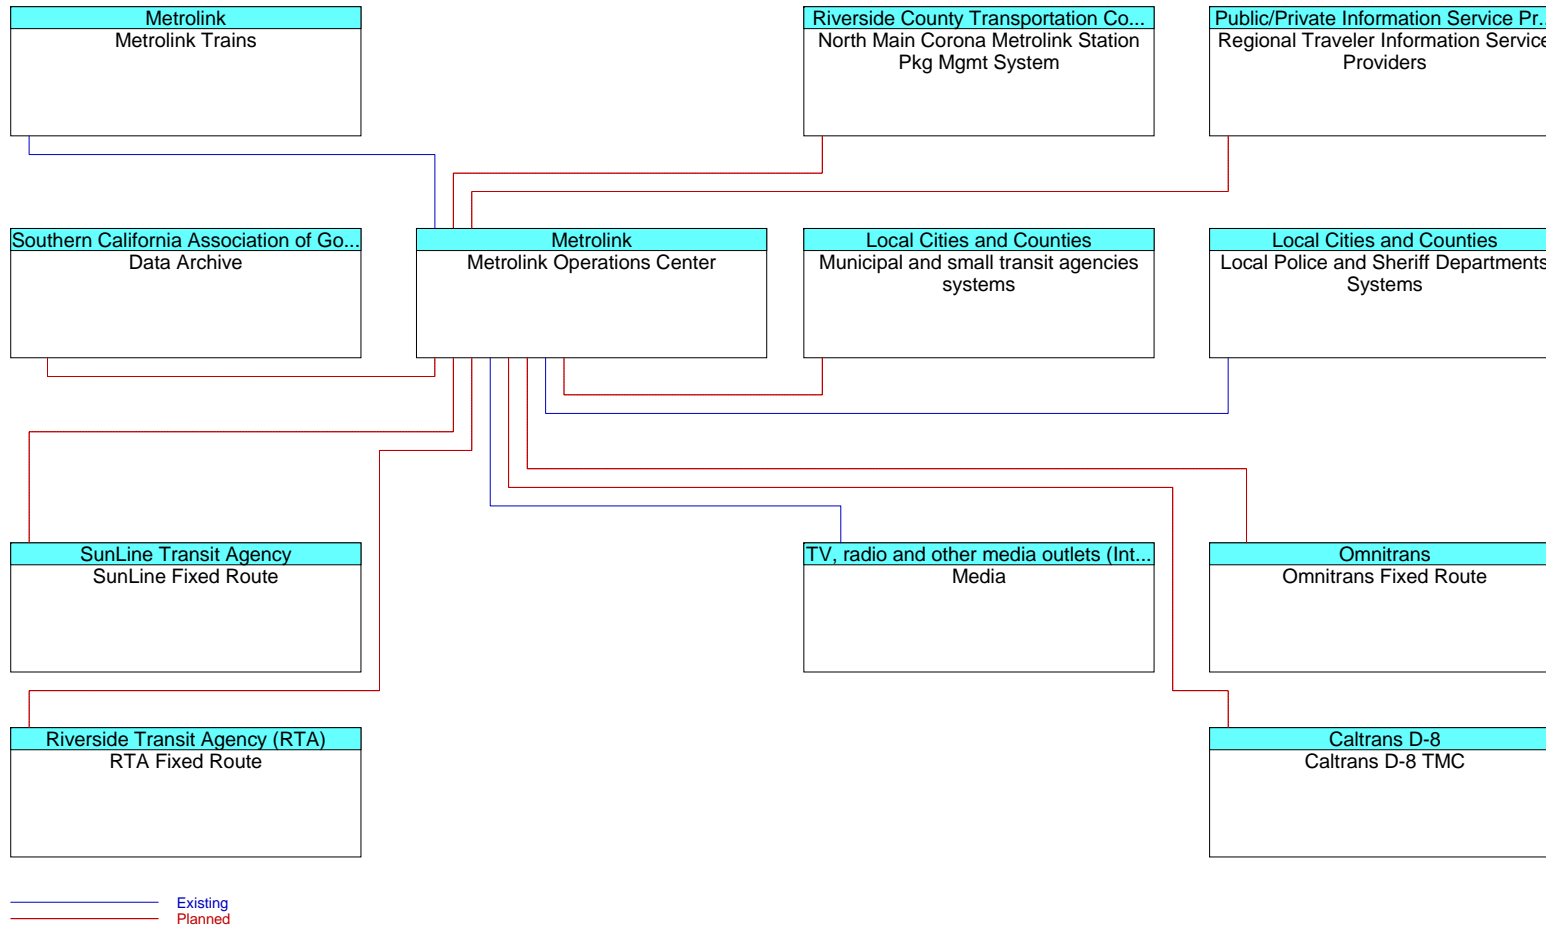 Metrolink
Metrolink Trains
Riverside County Transportation Co...
North Main Corona Metrolink Station
Pkg Mgmt System
Public/Private Information Service Pr...
Regional Traveler Information Service
Providers
Southern California Association of Go...
Data Archive
Metrolink
Metrolink Operations Center
Local Cities and Counties
Municipal and small transit agencies
systems
Local Cities and Counties
Local Police and Sheriff Departments
Systems
SunLine Transit Agency
SunLine Fixed Route
TV, radio and other media outlets (Int...
Media
Omnitrans
Omnitrans Fixed Route
Riverside Transit Agency (RTA)
RTA Fixed Route
Caltrans D-8
Caltrans D-8 TMC
Existing
Planned